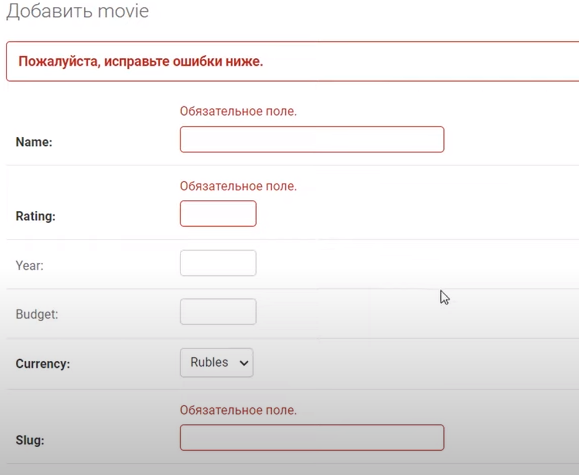 Добавить movie
Пожалуйста, исправьте ошибки ниже.
Обязательное поле.
Name:
Обязательное поле.
Rating:
Year:
Budget:
Currency: Rubles
Обязательное поле.
Slug: